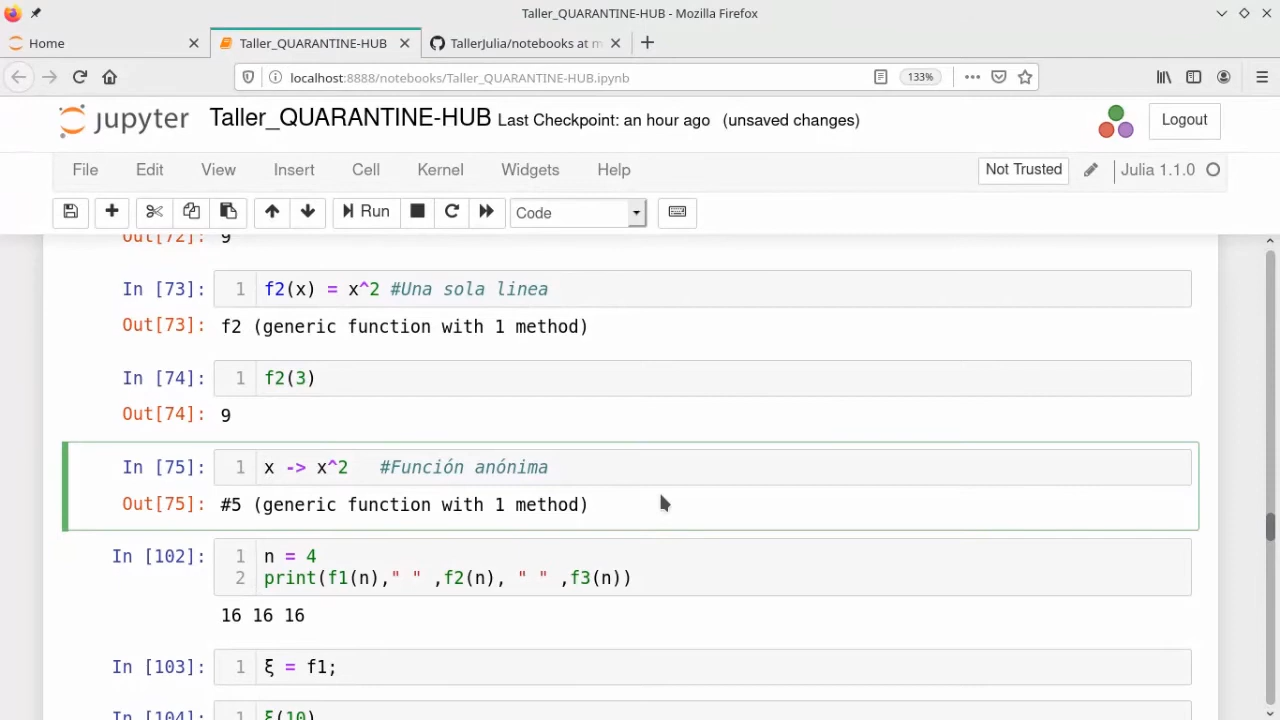 Taller_QUARANTINE-HUB - Mozilla Firefox
Home
Taller_QUARANTINE-HUB
TallerJulia/notebooks at m
localhost:8888/notebooks/Taller_QUARANTINE-HUB.ipynb
133%
jupyter Taller_QUARANTINE-HUB Last Checkpoint: an hour ago (unsaved changes)
Logout
File Edit View Insert Cell Kernel Widgets Help
Not Trusted
Julia 1.1.0
Run
Code
Out[72]: 9
In [73]: 1 f2(x) = x^2 #Una sola linea
Out[73]: f2 (generic function with 1 method)
In [74]: 1 f2(3)
Out[74]: 9
In [75]: 1 x -> x^2 #Función anónima
Out[75]: #5 (generic function with 1 method)
In [102]: 1 n = 4
2 print(f1(n)," " ,f2(n), " " ,f3(n))
16 16 16
In [103]: 1 ξ = f1;
In [104]: 1 ξ(10)